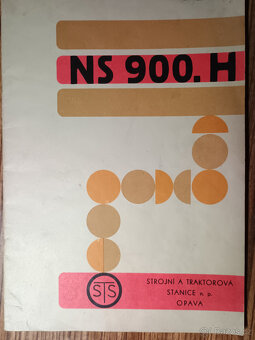 NS 900.H
STS
STROJNÍ A TRAKTOROVÁ
STANICE n. p.
OPAVA